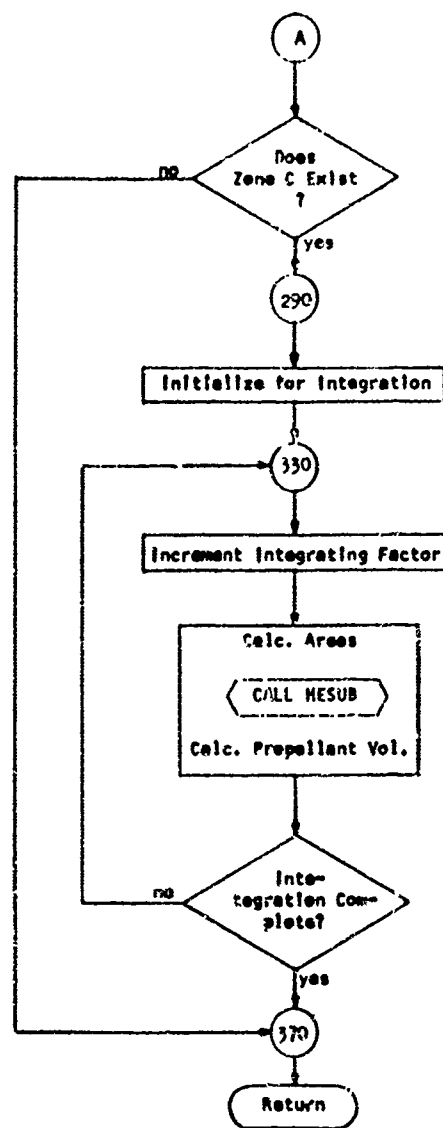 A
Does
Zone C Exist
?
no
yes
290
Initialize for Integration
330
Increment Integrating Factor
Calc. Areas
CALL HESUB
Calc. Propellant Vol.
Inte-
tegration Com-
plete?
no
yes
370
Return